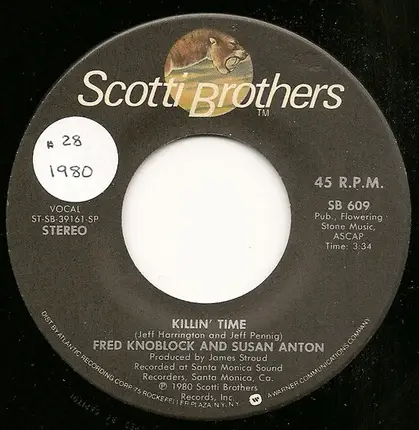 Scotti Brothers
TM
# 28
1980
VOCAL
ST-SB-39161-SP
STEREO
45 R.P.M.
SB 609
Pub., Flowering
Stone Music,
ASCAP
Time: 3:34
KILLIN' TIME
(Jeff Harrington and Jeff Pennig)
FRED KNOBLOCK AND SUSAN ANTON
Produced by James Stroud
Recorded at Santa Monica Sound
Recorders, Santa Monica, Ca.
℗ 1980 Scotti Brothers
Records, Inc.
DIST. BY ATLANTIC RECORDING CORP. 75 ROCKEFELLER PLAZA N.Y. N.Y.
A WARNER COMMUNICATIONS COMPANY